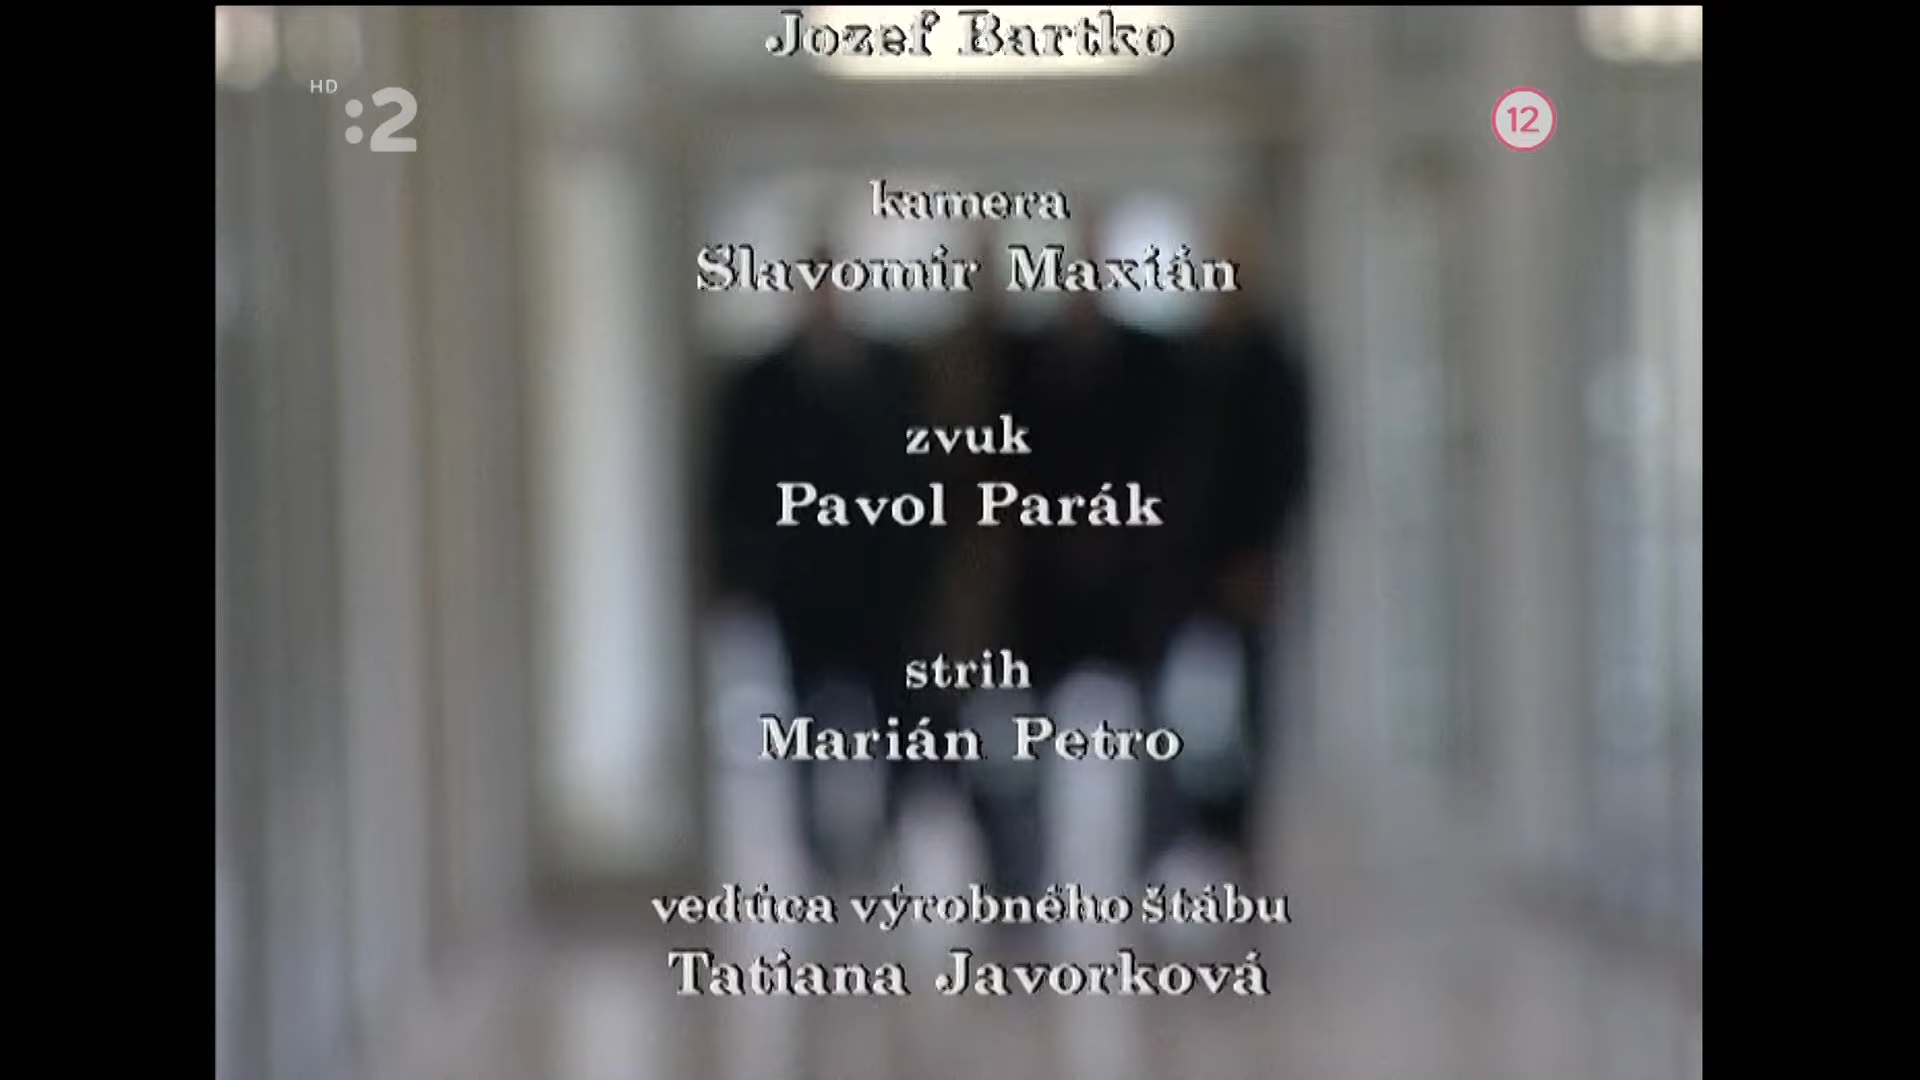 Jozef Bartko
HD
:2
12
kamera
Slavomír Maxián
zvuk
Pavol Parák
strih
Marián Petro
vedúca výrobného štábu
Tatiana Javorková